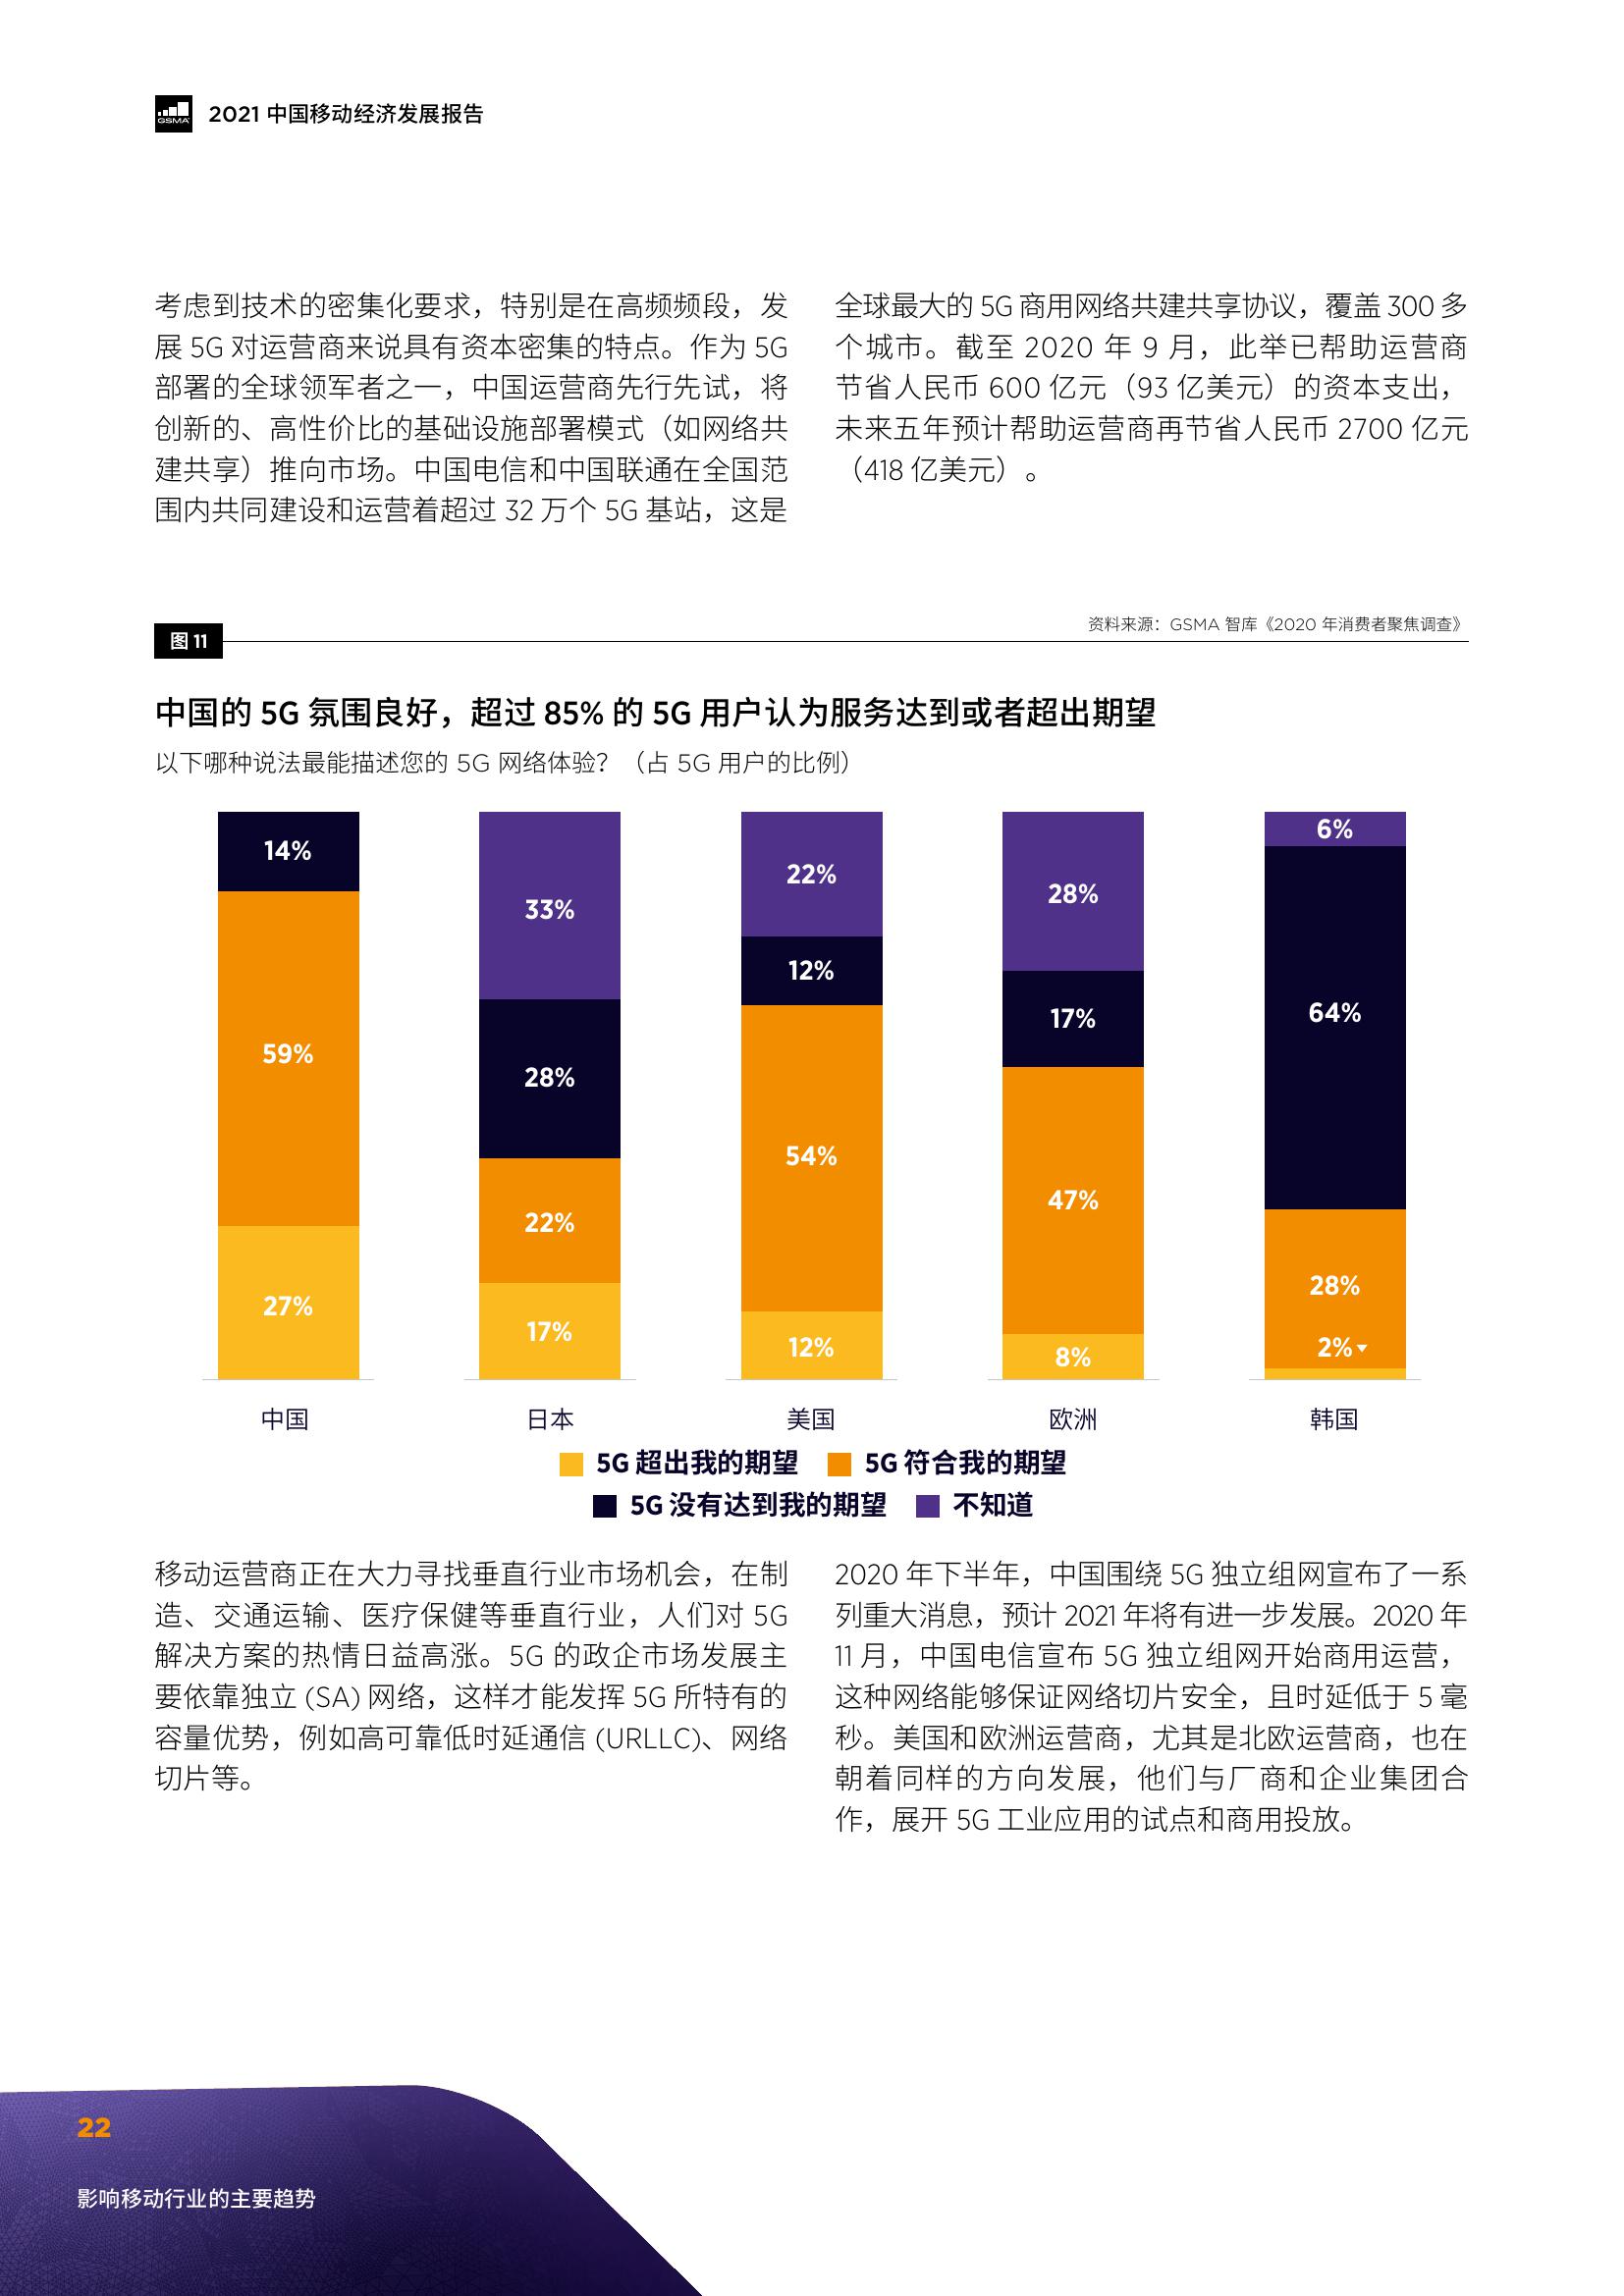 GSMA
2021 中国移动经济发展报告
考虑到技术的密集化要求，特别是在高频频段，发
展 5G 对运营商来说具有资本密集的特点。作为 5G
部署的全球领军者之一，中国运营商先行先试，将
创新的、高性价比的基础设施部署模式（如网络共
建共享）推向市场。中国电信和中国联通在全国范
围内共同建设和运营着超过 32 万个 5G 基站，这是
全球最大的 5G 商用网络共建共享协议，覆盖 300 多
个城市。截至 2020 年 9 月，此举已帮助运营商
节省人民币 600 亿元（93 亿美元）的资本支出，
未来五年预计帮助运营商再节省人民币 2700 亿元
（418 亿美元）。
图 11
资料来源：GSMA 智库《2020 年消费者聚焦调查》
中国的 5G 氛围良好，超过 85% 的 5G 用户认为服务达到或者超出期望
以下哪种说法最能描述您的 5G 网络体验？（占 5G 用户的比例）
14%
59%
27%
33%
28%
22%
17%
22%
12%
54%
12%
28%
17%
47%
8%
6%
64%
28%
2%
中国
日本
美国
欧洲
韩国
5G 超出我的期望
5G 符合我的期望
5G 没有达到我的期望
不知道
移动运营商正在大力寻找垂直行业市场机会，在制
造、交通运输、医疗保健等垂直行业，人们对 5G
解决方案的热情日益高涨。5G 的政企市场发展主
要依靠独立 (SA) 网络，这样才能发挥 5G 所特有的
容量优势，例如高可靠低时延通信 (URLLC)、网络
切片等。
2020 年下半年，中国围绕 5G 独立组网宣布了一系
列重大消息，预计 2021 年将有进一步发展。2020 年
11 月，中国电信宣布 5G 独立组网开始商用运营，
这种网络能够保证网络切片安全，且时延低于 5 毫
秒。美国和欧洲运营商，尤其是北欧运营商，也在
朝着同样的方向发展，他们与厂商和企业集团合
作，展开 5G 工业应用的试点和商用投放。
22
影响移动行业的主要趋势